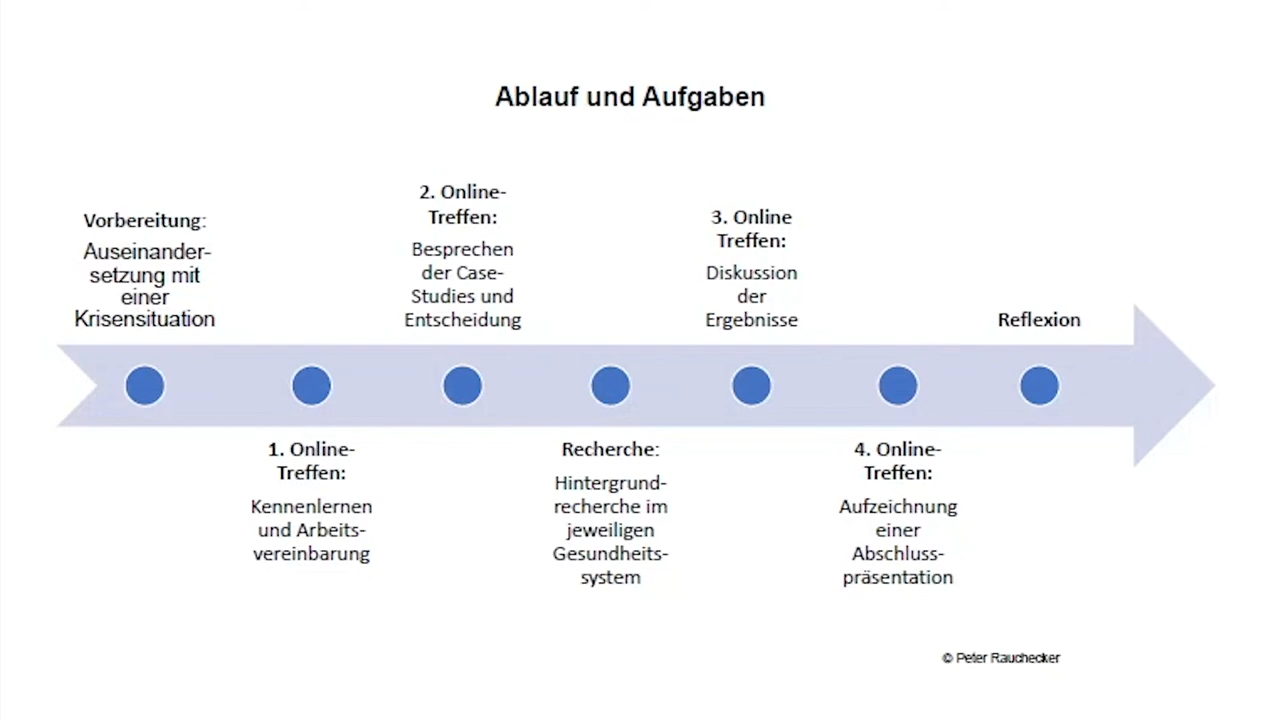 Ablauf und Aufgaben
Vorbereitung:
Auseinander-
setzung mit
einer
Krisensituation
1. Online-
Treffen:
Kennenlernen
und Arbeits-
vereinbarung
2. Online-
Treffen:
Besprechen
der Case-
Studies und
Entscheidung
Recherche:
Hintergrund-
recherche im
jeweiligen
Gesundheits-
system
3. Online
Treffen:
Diskussion
der
Ergebnisse
4. Online-
Treffen:
Aufzeichnung
einer
Abschluss-
präsentation
Reflexion
© Peter Rauchecker